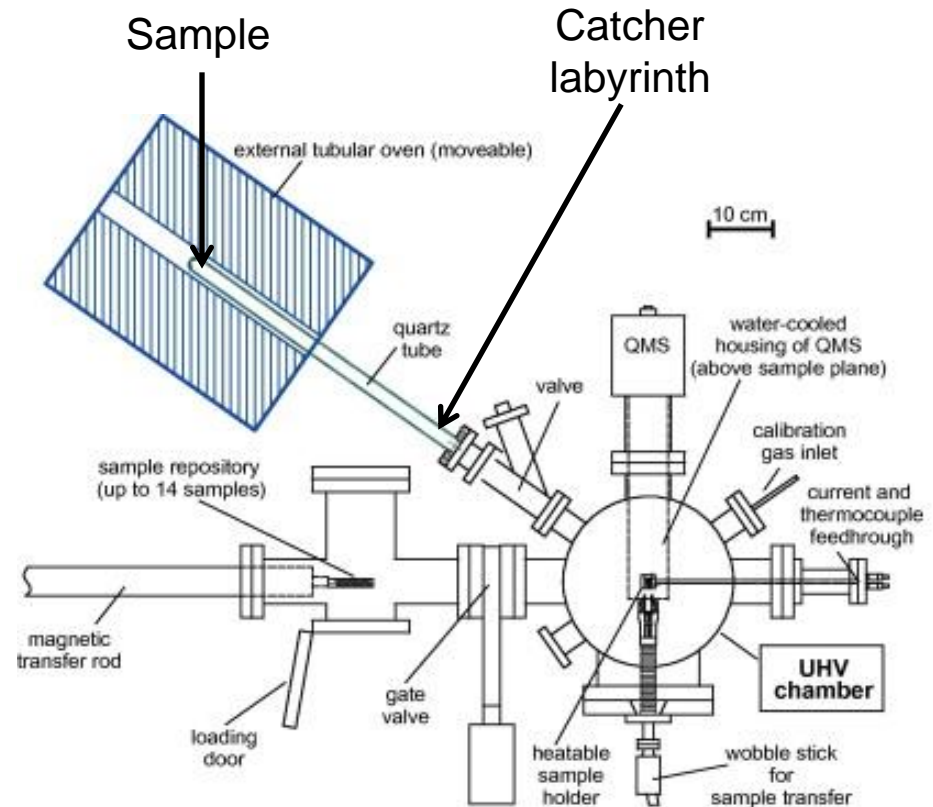 Sample
Catcher
labyrinth
external tubular oven (moveable)
10 cm
quartz
tube
QMS
water-cooled
housing of QMS
(above sample plane)
valve
calibration
gas inlet
sample repository
(up to 14 samples)
current and
thermocouple
feedthrough
magnetic
transfer rod
loading
door
gate
valve
UHV
chamber
heatable
sample
holder
wobble stick
for
sample transfer